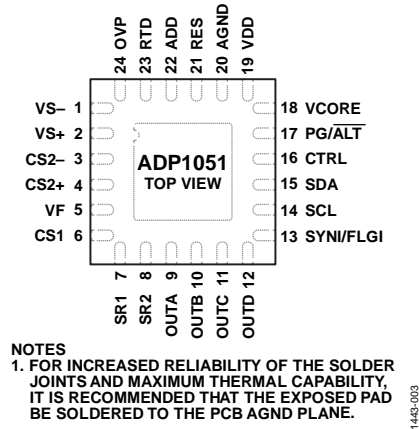 24 OVP
23 RTD
22 ADD
21 RES
20 AGND
19 VDD
VS– 1
VS+ 2
CS2– 3
CS2+ 4
VF 5
CS1 6
ADP1051
TOP VIEW
18 VCORE
17 PG/ALT
16 CTRL
15 SDA
14 SCL
13 SYNI/FLGI
SR1 7
SR2 8
OUTA 9
OUTB 10
OUTC 11
OUTD 12
NOTES
1. FOR INCREASED RELIABILITY OF THE SOLDER
JOINTS AND MAXIMUM THERMAL CAPABILITY,
IT IS RECOMMENDED THAT THE EXPOSED PAD
BE SOLDERED TO THE PCB AGND PLANE.
1443-003